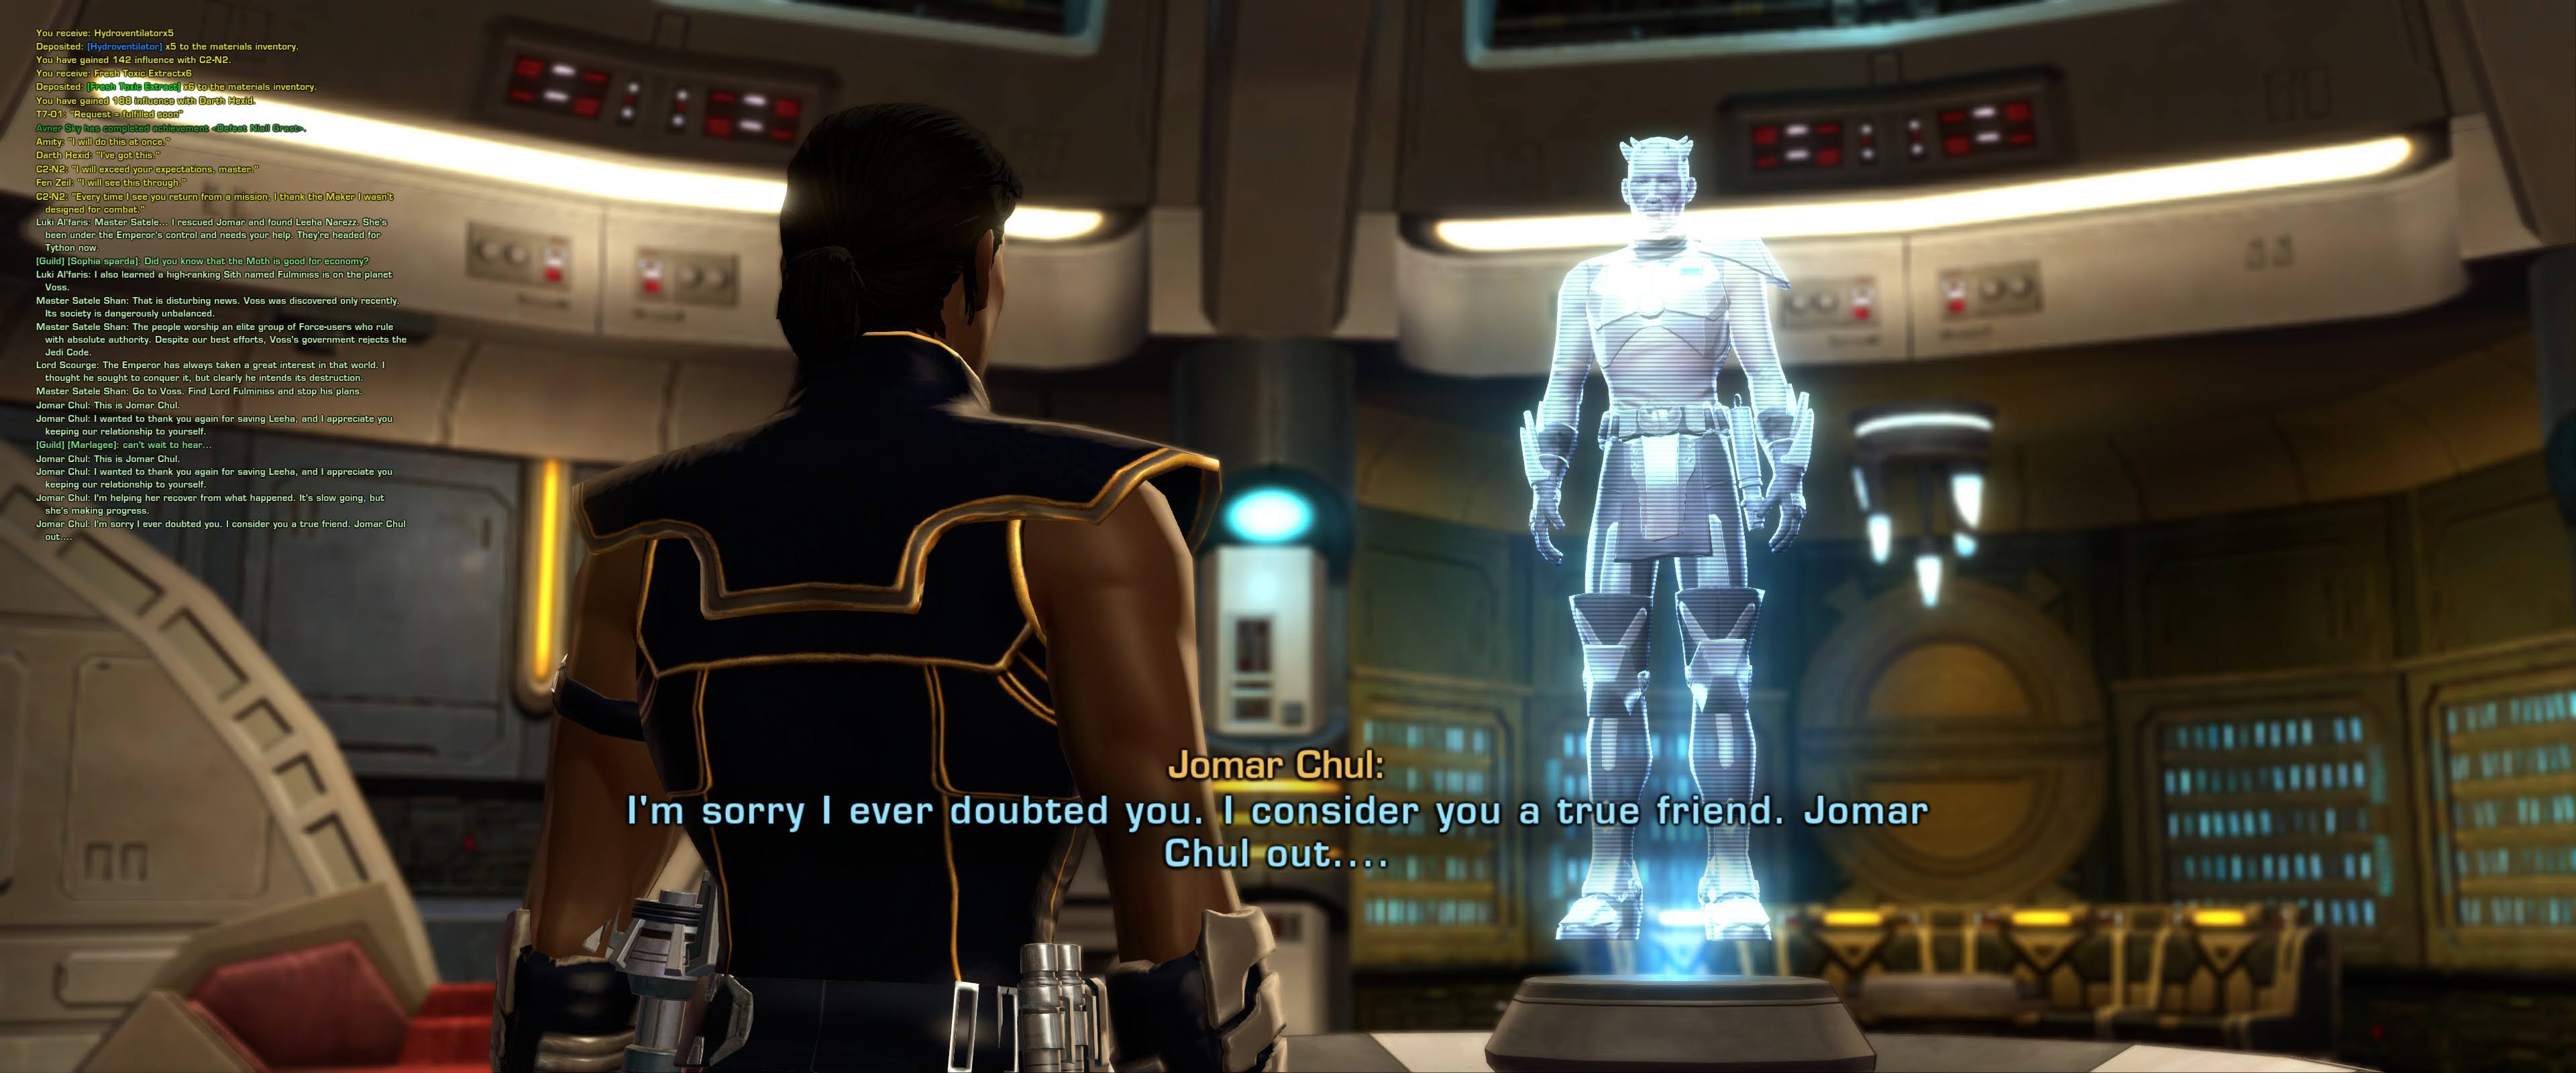 You receive: Hydroventilatorx5
Deposited: [Hydroventilator] x5 to the materials inventory.
You have gained 142 influence with C2-N2.
You receive: Fresh Toxic Extractx6
Deposited: [Fresh Toxic Extract] x6 to the materials inventory.
You have gained 188 influence with Darth Hexid.
T7-O1: "Request = fulfilled soon"
Avner Sky has completed achievement <Defeat Niall Grost>.
Amity: "I will do this at once."
Darth Hexid: "I've got this."
C2-N2: "I will exceed your expectations, master."
Fen Zeil: "I will see this through."
C2-N2: "Every time I see you return from a mission, I thank the Maker I wasn't
designed for combat."
Luki Al'faris: Master Satele... I rescued Jomar and found Leeha Narezz. She's
been under the Emperor's control and needs your help. They're headed for
Tython now.
[Guild] [Sophia sparda]: Did you know that the Moth is good for economy?
Luki Al'faris: I also learned a high-ranking Sith named Fulminiss is on the planet
Voss.
Master Satele Shan: That is disturbing news. Voss was discovered only recently.
Its society is dangerously unbalanced.
Master Satele Shan: The people worship an elite group of Force-users who rule
with absolute authority. Despite our best efforts, Voss's government rejects the
Jedi Code.
Lord Scourge: The Emperor has always taken a great interest in that world. I
thought he sought to conquer it, but clearly he intends its destruction.
Master Satele Shan: Go to Voss. Find Lord Fulminiss and stop his plans.
Jomar Chul: This is Jomar Chul.
Jomar Chul: I wanted to thank you again for saving Leeha, and I appreciate you
keeping our relationship to yourself.
[Guild] [Marlagee]: can't wait to hear...
Jomar Chul: This is Jomar Chul.
Jomar Chul: I wanted to thank you again for saving Leeha, and I appreciate you
keeping our relationship to yourself.
Jomar Chul: I'm helping her recover from what happened. It's slow going, but
she's making progress.
Jomar Chul: I'm sorry I ever doubted you. I consider you a true friend. Jomar Chul
out....
Jomar Chul:
I'm sorry I ever doubted you. I consider you a true friend. Jomar
Chul out....